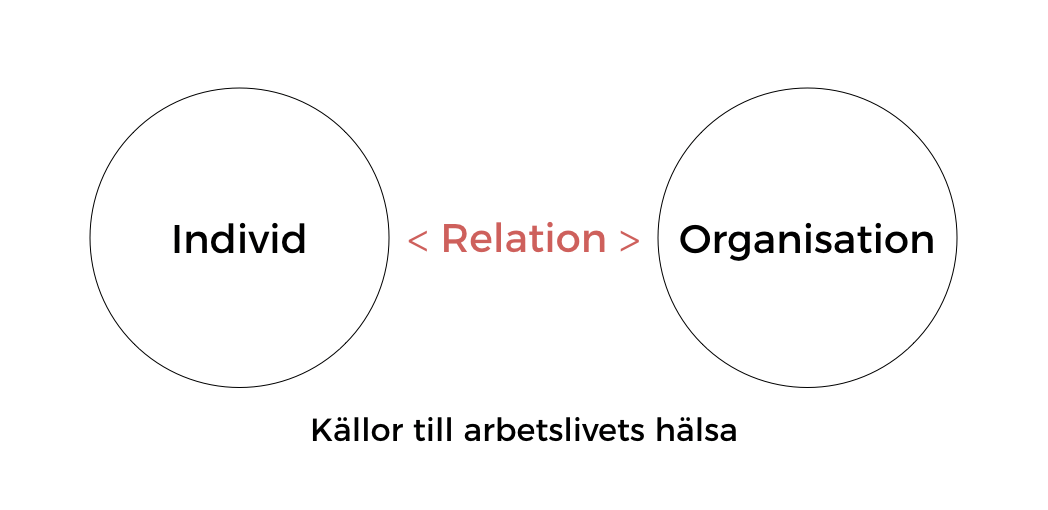 Individ < Relation > Organisation
Källor till arbetslivets hälsa